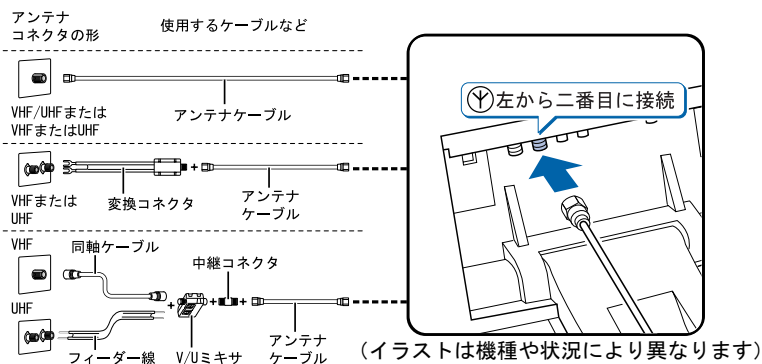 アンテナ
コネクタの形
使用するケーブルなど
VHF/UHFまたは
VHFまたはUHF
アンテナケーブル
VHFまたは
UHF
変換コネクタ
+
アンテナ
ケーブル
VHF
同軸ケーブル
中継コネクタ
UHF
+
+
+
フィーダー線
V/Uミキサ
アンテナ
ケーブル
左から二番目に接続
(イラストは機種や状況により異なります)